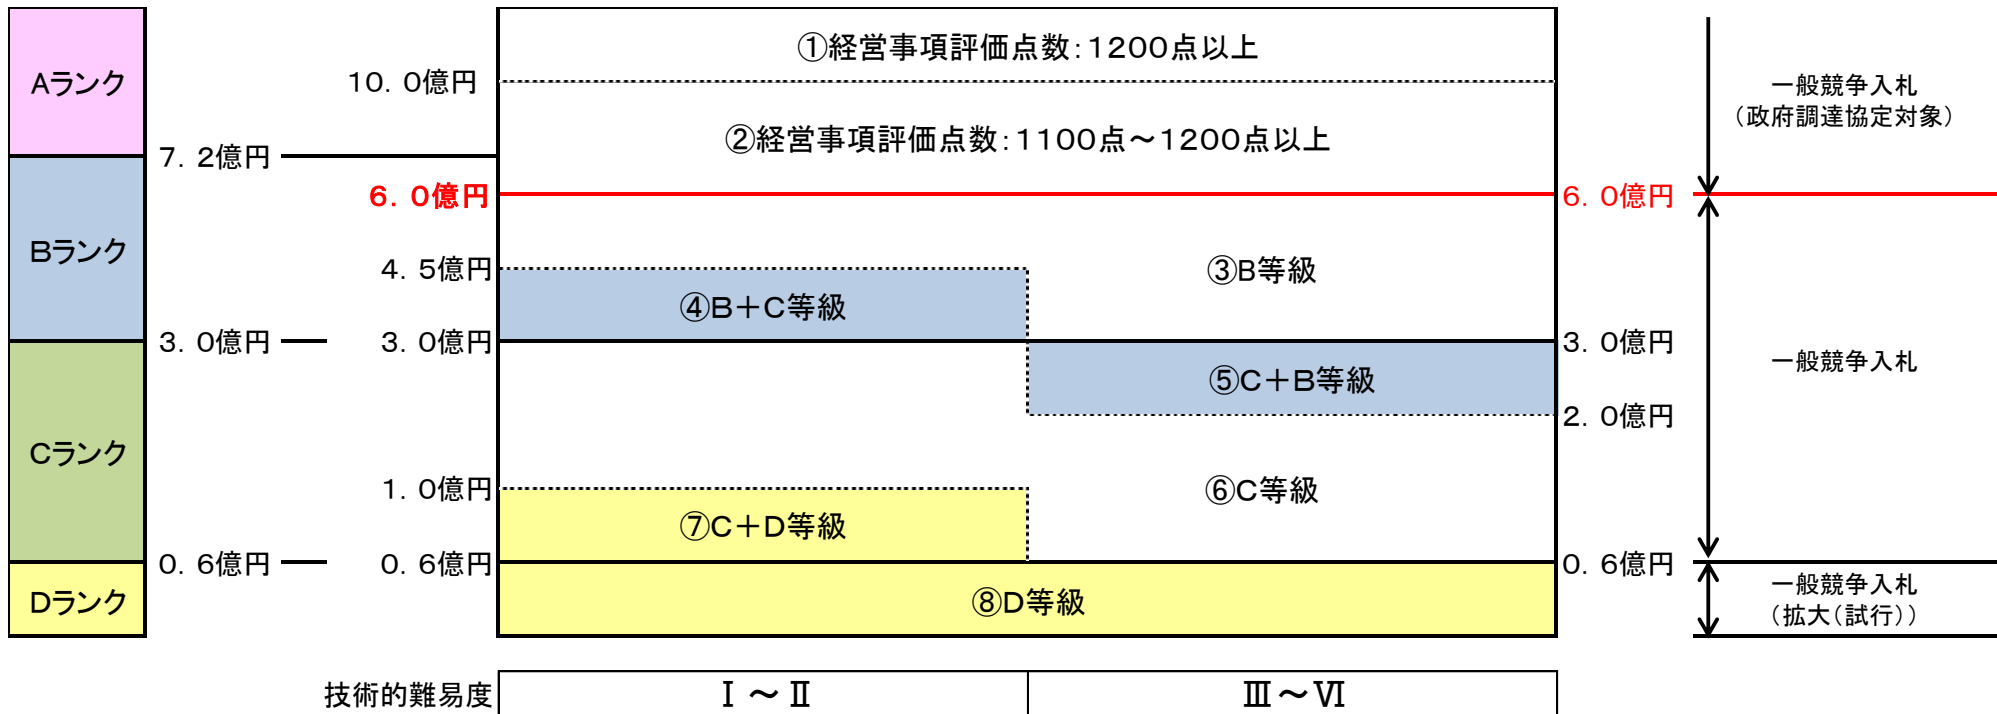 ①経営事項評価点数:1200点以上
Aランク
10.0億円
一般競争入札
(政府調達協定対象)
②経営事項評価点数:1100点～1200点以上
7.2億円
6.0億円
6.0億円
Bランク
4.5億円
③B等級
④B+C等級
3.0億円
3.0億円
3.0億円
一般競争入札
⑤C+B等級
2.0億円
Cランク
1.0億円
⑥C等級
⑦C+D等級
0.6億円
0.6億円
0.6億円
Dランク
⑧D等級
一般競争入札
(拡大(試行))
技術的難易度
Ⅰ～Ⅱ
Ⅲ～Ⅵ